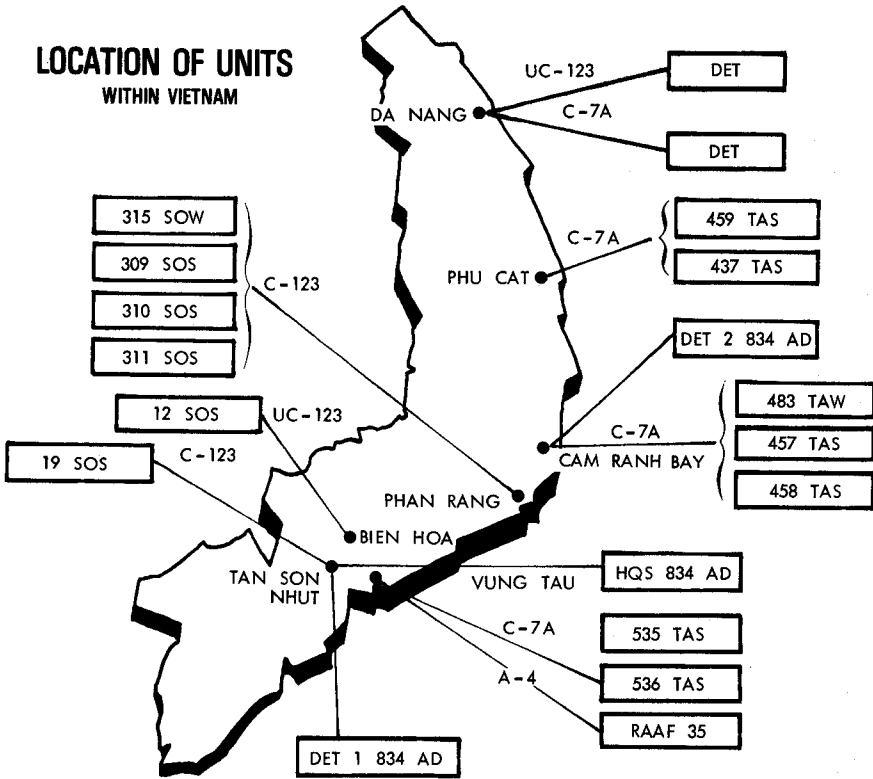 LOCATION OF UNITS
WITHIN VIETNAM
UC-123
DET
DA NANG
C-7A
DET
315 SOW
459 TAS
309 SOS
C-7A
437 TAS
C-123
PHU CAT
310 SOS
311 SOS
DET 2 834 AD
12 SOS
UC-123
483 TAW
C-7A
457 TAS
19 SOS
C-123
CAM RANH BAY
458 TAS
PHAN RANG
BIEN HOA
TAN SON
NHUT
VUNG TAU
HQS 834 AD
C-7A
535 TAS
A-4
536 TAS
RAAF 35
DET 1 834 AD